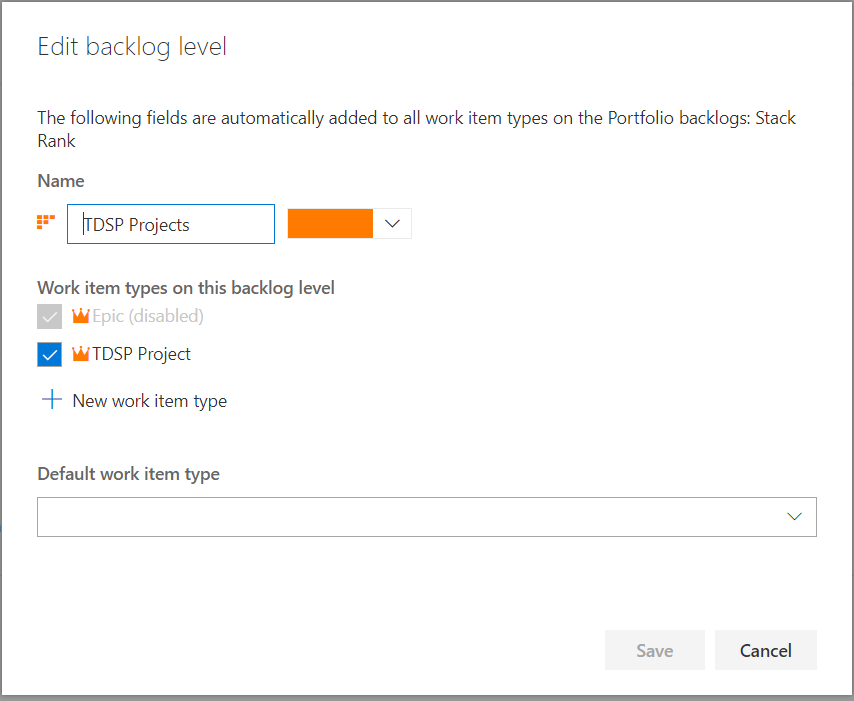 Edit backlog level
The following fields are automatically added to all work item types on the Portfolio backlogs: Stack
Rank
Name
TDSP Projects
Work item types on this backlog level
Epic (disabled)
TDSP Project
New work item type
Default work item type
Save
Cancel